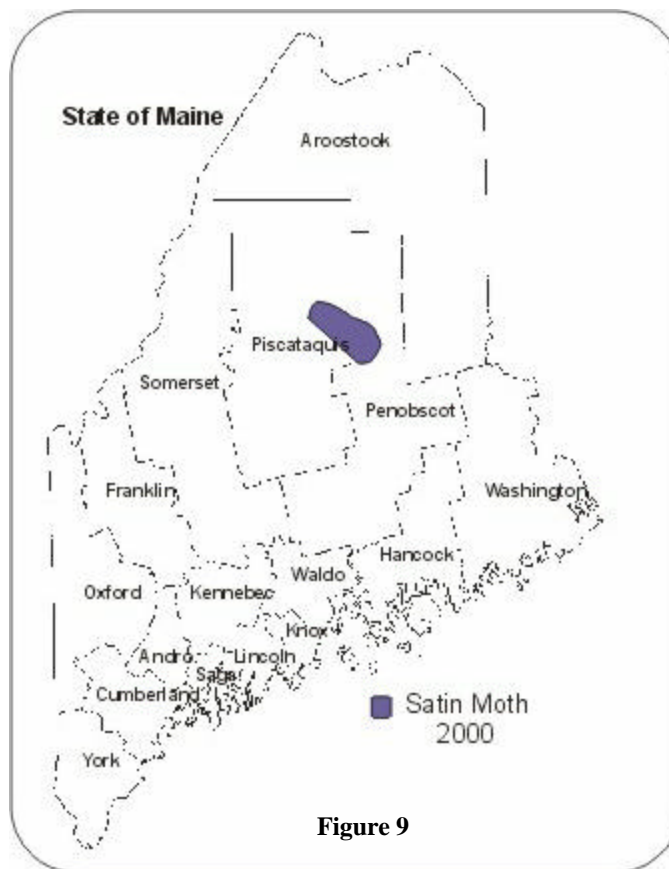 State of Maine
Aroostook
Piscataquis
Somerset
Penobscot
Franklin
Washington
Hancock
Waldo
Oxford
Kennebec
Knox
Andro
Lincoln
Saga
Cumberland
Satin Moth
2000
York
Figure 9